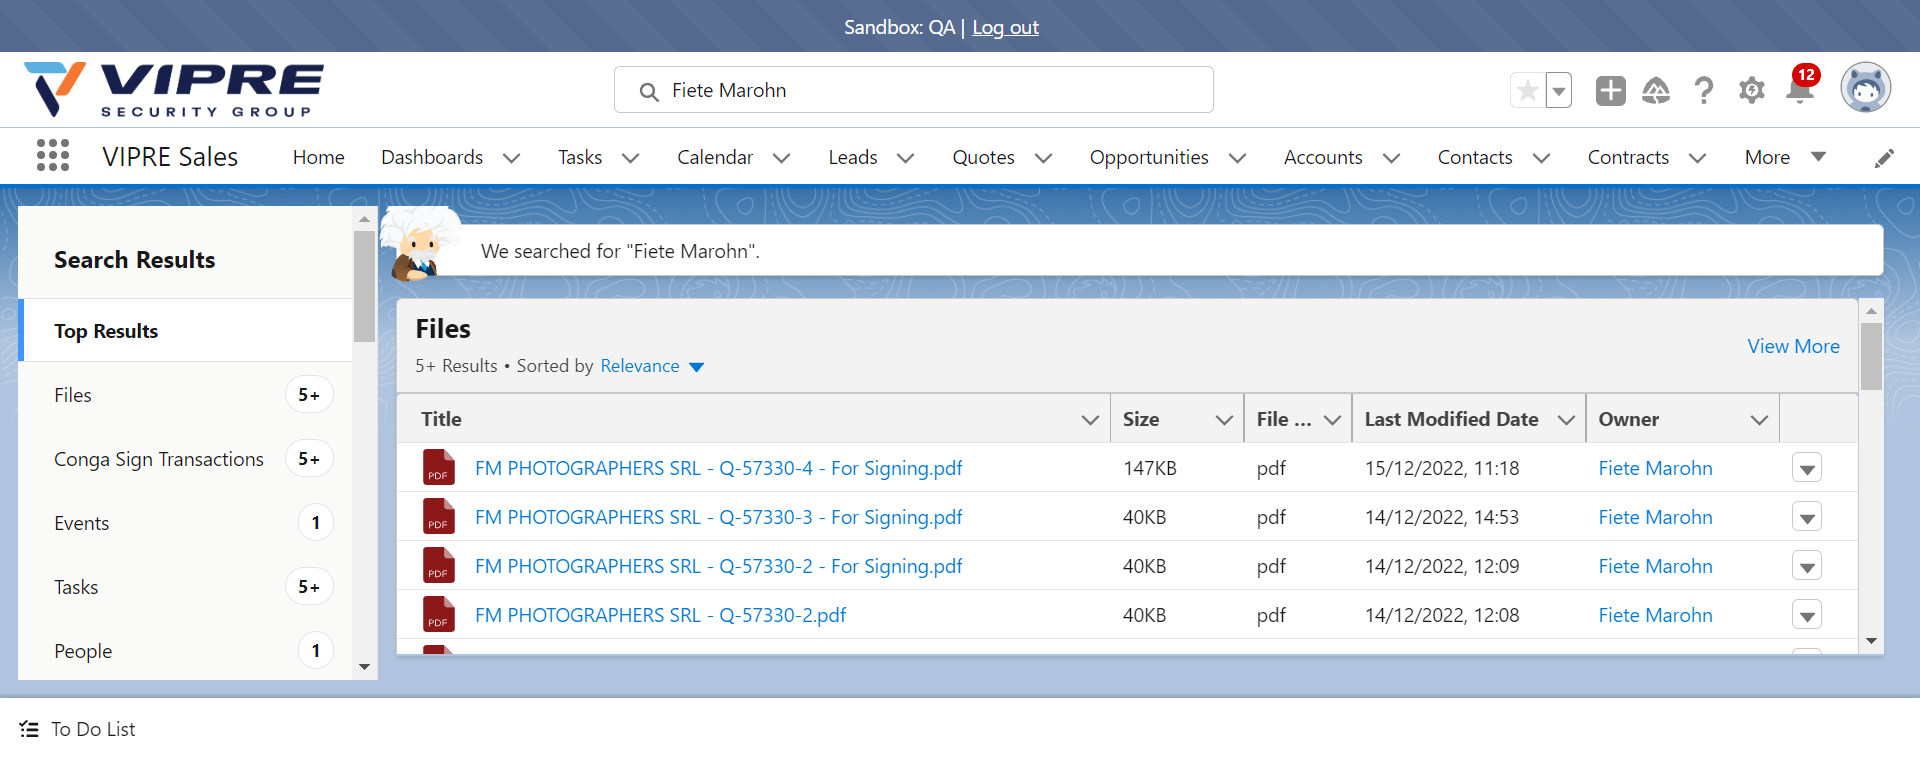 Sandbox: QA | Log out
VIPRE
SECURITY GROUP
Fiete Marohn
12
VIPRE Sales
Home
Dashboards
Tasks
Calendar
Leads
Quotes
Opportunities
Accounts
Contacts
Contracts
More
Search Results
Top Results
Files 5+
Conga Sign Transactions 5+
Events 1
Tasks 5+
People 1
We searched for "Fiete Marohn".
Files
5+ Results • Sorted by Relevance
View More
Title Size File ... Last Modified Date Owner
PDF FM PHOTOGRAPHERS SRL - Q-57330-4 - For Signing.pdf 147KB pdf 15/12/2022, 11:18 Fiete Marohn
PDF FM PHOTOGRAPHERS SRL - Q-57330-3 - For Signing.pdf 40KB pdf 14/12/2022, 14:53 Fiete Marohn
PDF FM PHOTOGRAPHERS SRL - Q-57330-2 - For Signing.pdf 40KB pdf 14/12/2022, 12:09 Fiete Marohn
PDF FM PHOTOGRAPHERS SRL - Q-57330-2.pdf 40KB pdf 14/12/2022, 12:08 Fiete Marohn
To Do List